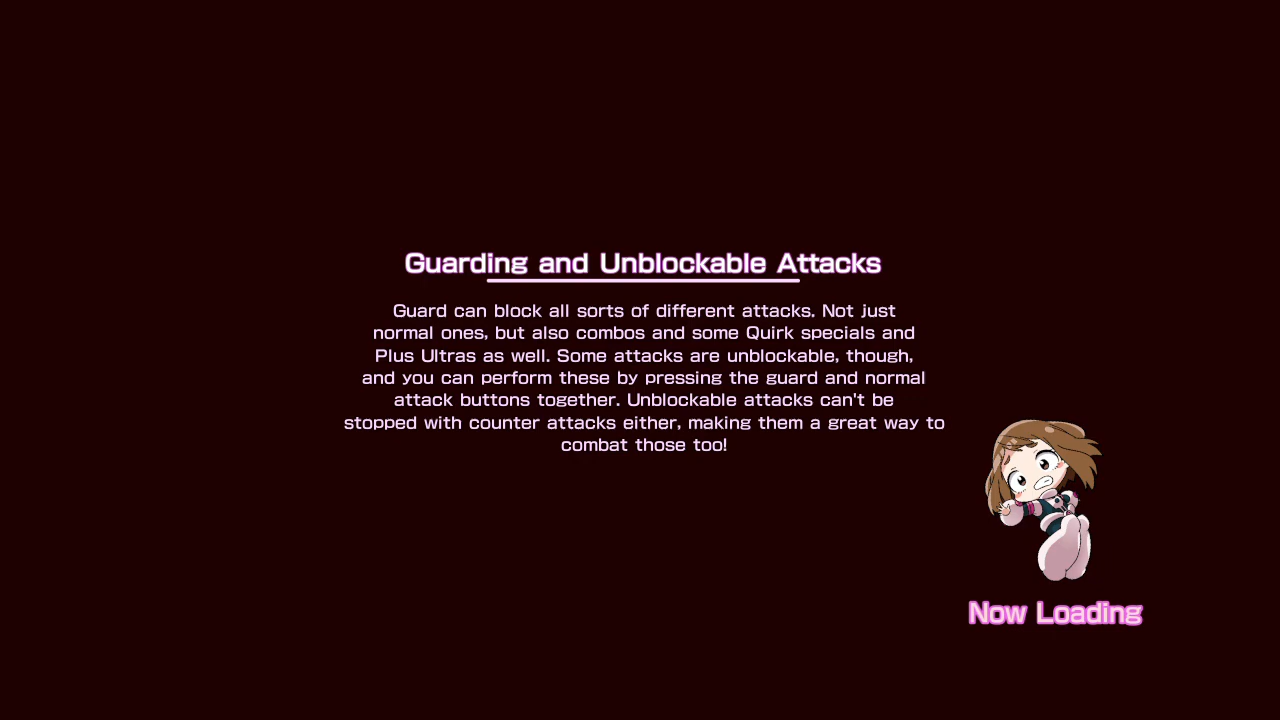 Guarding and Unblockable Attacks
Guard can block all sorts of different attacks. Not just
normal ones, but also combos and some Quirk specials and
Plus Ultras as well. Some attacks are unblockable, though,
and you can perform these by pressing the guard and normal
attack buttons together. Unblockable attacks can't be
stopped with counter attacks either, making them a great way to
combat those too!
Now Loading